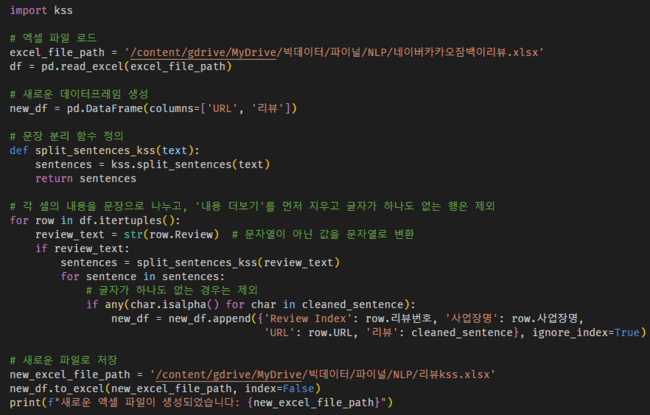 import kss

# 엑셀 파일 로드
excel_file_path = '/content/gdrive/MyDrive/빅데이터/파이널/NLP/네이버카카오잠백이리뷰.xlsx'
df = pd.read_excel(excel_file_path)

# 새로운 데이터프레임 생성
new_df = pd.DataFrame(columns=['URL', '리뷰'])

# 문장 분리 함수 정의
def split_sentences_kss(text):
    sentences = kss.split_sentences(text)
    return sentences

# 각 셀의 내용을 문장으로 나누고, '내용 더보기'를 먼저 지우고 글자가 하나도 없는 행은 제외
for row in df.itertuples():
    review_text = str(row.Review)  # 문자열이 아닌 값을 문자열로 변환
    if review_text:
        sentences = split_sentences_kss(review_text)
        for sentence in sentences:
            # 글자가 하나도 없는 경우는 제외
            if any(char.isalpha() for char in cleaned_sentence):
                new_df = new_df.append({'Review Index': row.리뷰번호, '사업장명': row.사업장명,
                                        'URL': row.URL, '리뷰': cleaned_sentence}, ignore_index=True)

# 새로운 파일로 저장
new_excel_file_path = '/content/gdrive/MyDrive/빅데이터/파이널/NLP/리뷰kss.xlsx'
new_df.to_excel(new_excel_file_path, index=False)
print(f"새로운 엑셀 파일이 생성되었습니다: {new_excel_file_path}")